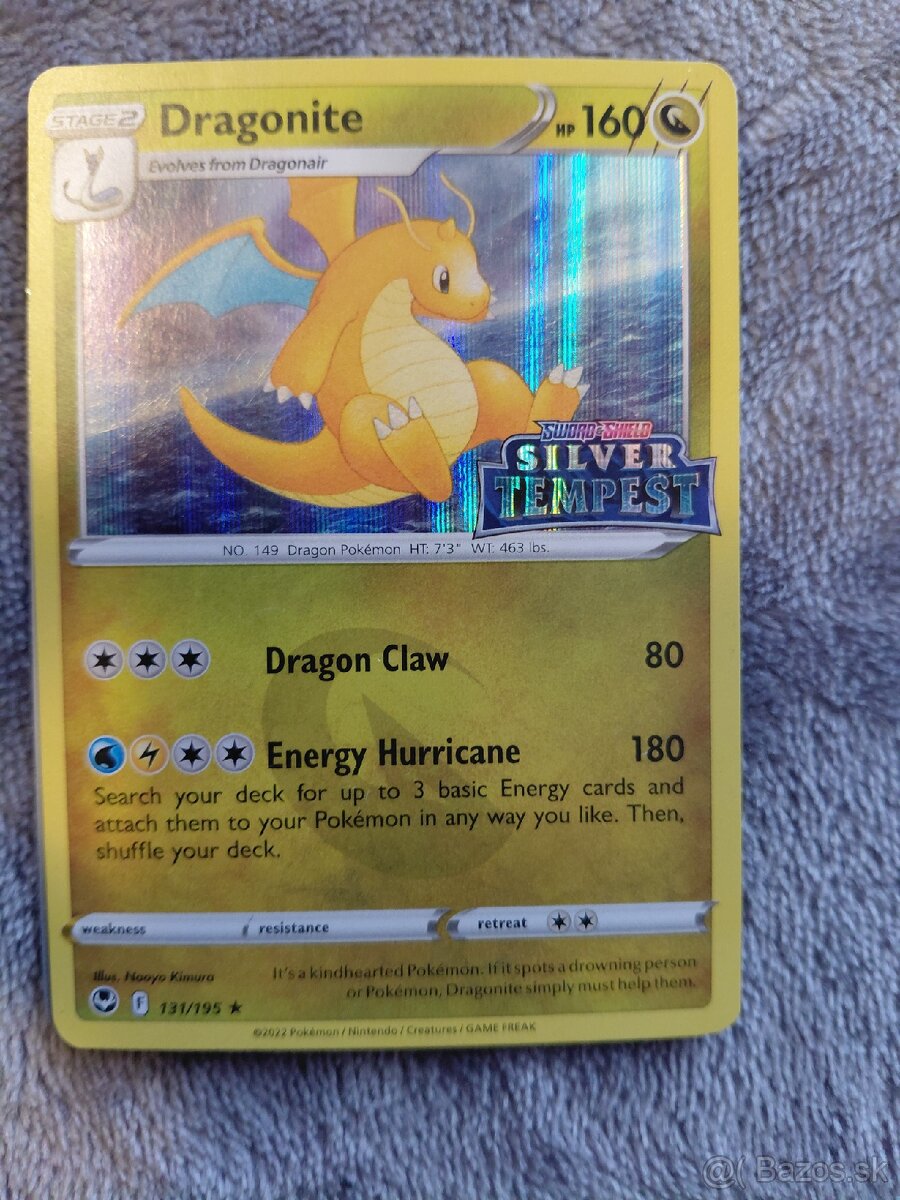 STAGE2 Dragonite HP 160
Evolves from Dragonair
SWORD & SHIELD
SILVER
TEMPEST
NO. 149 Dragon Pokémon HT: 7'3" WT: 463 lbs.
Dragon Claw 80
Energy Hurricane 180
Search your deck for up to 3 basic Energy cards and
attach them to your Pokémon in any way you like. Then,
shuffle your deck.
weakness resistance retreat
Illus. Naoyo Kimura
It's a kindhearted Pokémon. If it spots a drowning person
or Pokémon, Dragonite simply must help them.
F 131/195 ★
©2022 Pokémon / Nintendo / Creatures / GAME FREAK
@( Bazos.sk